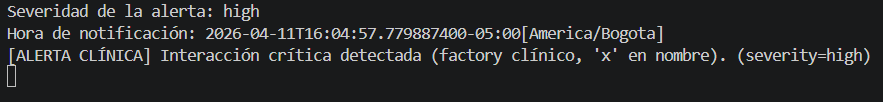 Severidad de la alerta: high
Hora de notificación: 2026-04-11T16:04:57.779887400-05:00[America/Bogota]
[ALERTA CLÍNICA] Interacción crítica detectada (factory clínico, 'x' en nombre). (severity=high)